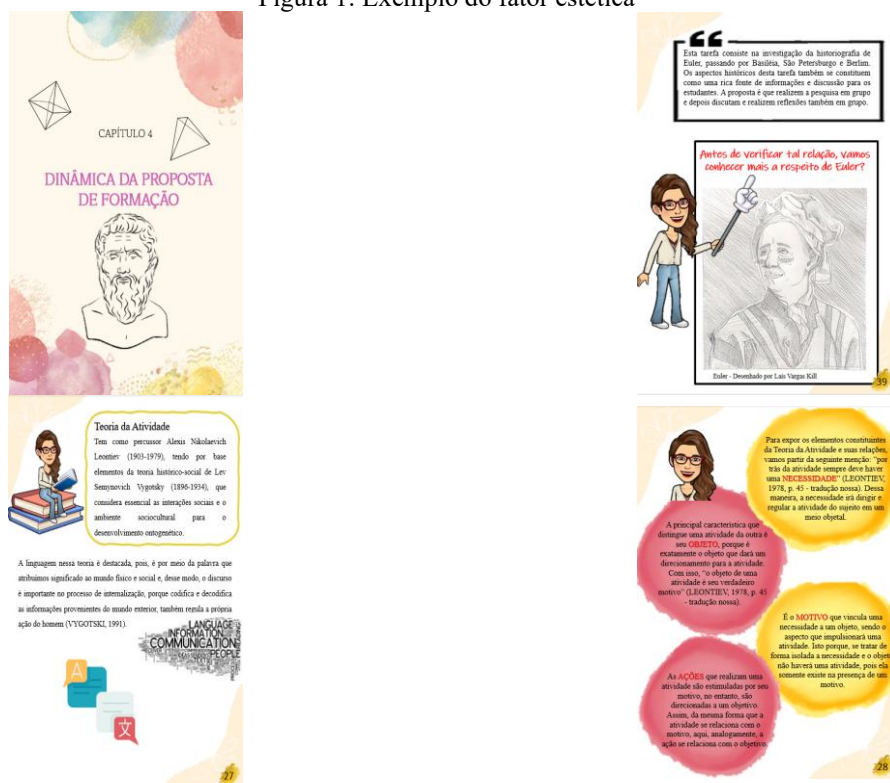 Figura 1: Exemplo do fator estética
CAPÍTULO 4
DINÂMICA DA PROPOSTA
DE FORMAÇÃO
Esta tarefa consiste na investigação da historiografia de
Euler, passando por Basiléia, São Petersburgo e Berlim.
Os aspectos históricos desta tarefa também se constituem
como uma rica fonte de informações e discussão para os
estudantes. A proposta é que realizem a pesquisa em grupo
e depois discutam e realizem reflexões também em grupo.
Antes de verificar tal relação, vamos
conhecer mais a respeito de Euler?
Euler - Desenhado por Lais Vargas Kill
39
Teoria da Atividade
Tem como percussor Alexis Nikolaevich
Leontiev (1903-1979), tendo por base
elementos da teoria histórico-social de Lev
Semynovich Vygotsky (1896-1934), que
considera essencial as interações sociais e o
ambiente sociocultural para o
desenvolvimento ontogenético.
A linguagem nessa teoria é destacada, pois, é por meio da palavra que
atribuímos significado ao mundo físico e social e, desse modo, o discurso
é importante no processo de internalização, porque codifica e decodifica
as informações provenientes do mundo exterior, também regula a própria
ação do homem (VYGOTSKI, 1991).
LANGUAGE
INFORMATION
COMMUNICATION
PEOPLE
A
文
27
Para expor os elementos constituintes
da Teoria da Atividade e suas relações,
vamos partir da seguinte menção: "por
trás da atividade sempre deve haver
uma NECESSIDADE" (LEONTIEV,
1978, p. 45 - tradução nossa). Dessa
maneira, a necessidade irá dirigir e
regular a atividade do sujeito em um
meio objetal.
A principal característica que
distingue uma atividade da outra é
seu OBJETO, porque é
exatamente o objeto que dará um
direcionamento para a atividade.
Com isso, "o objeto de uma
atividade é seu verdadeiro
motivo" (LEONTIEV, 1978, p. 45
- tradução nossa).
É o MOTIVO que vincula uma
necessidade a um objeto, sendo o
aspecto que impulsionará uma
atividade. Isto porque, se tratar de
forma isolada a necessidade e o objeto
não haverá uma atividade, pois ela
somente existe na presença de um
motivo.
As AÇÕES que realizam uma
atividade são estimuladas por seu
motivo, no entanto, são
direcionadas a um objetivo.
Assim, da mesma forma que a
atividade se relaciona com o
motivo, aqui, analogamente, a
ação se relaciona com o objetivo.
28